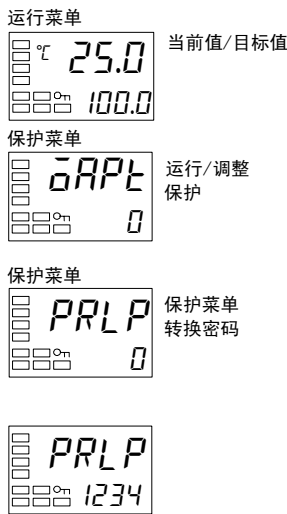 运行菜单
℃ 25.0
100.0
当前值/目标值
保护菜单
oAPt
0
运行/调整
保护
保护菜单
PRLP
0
保护菜单
转换密码
PRLP
1234